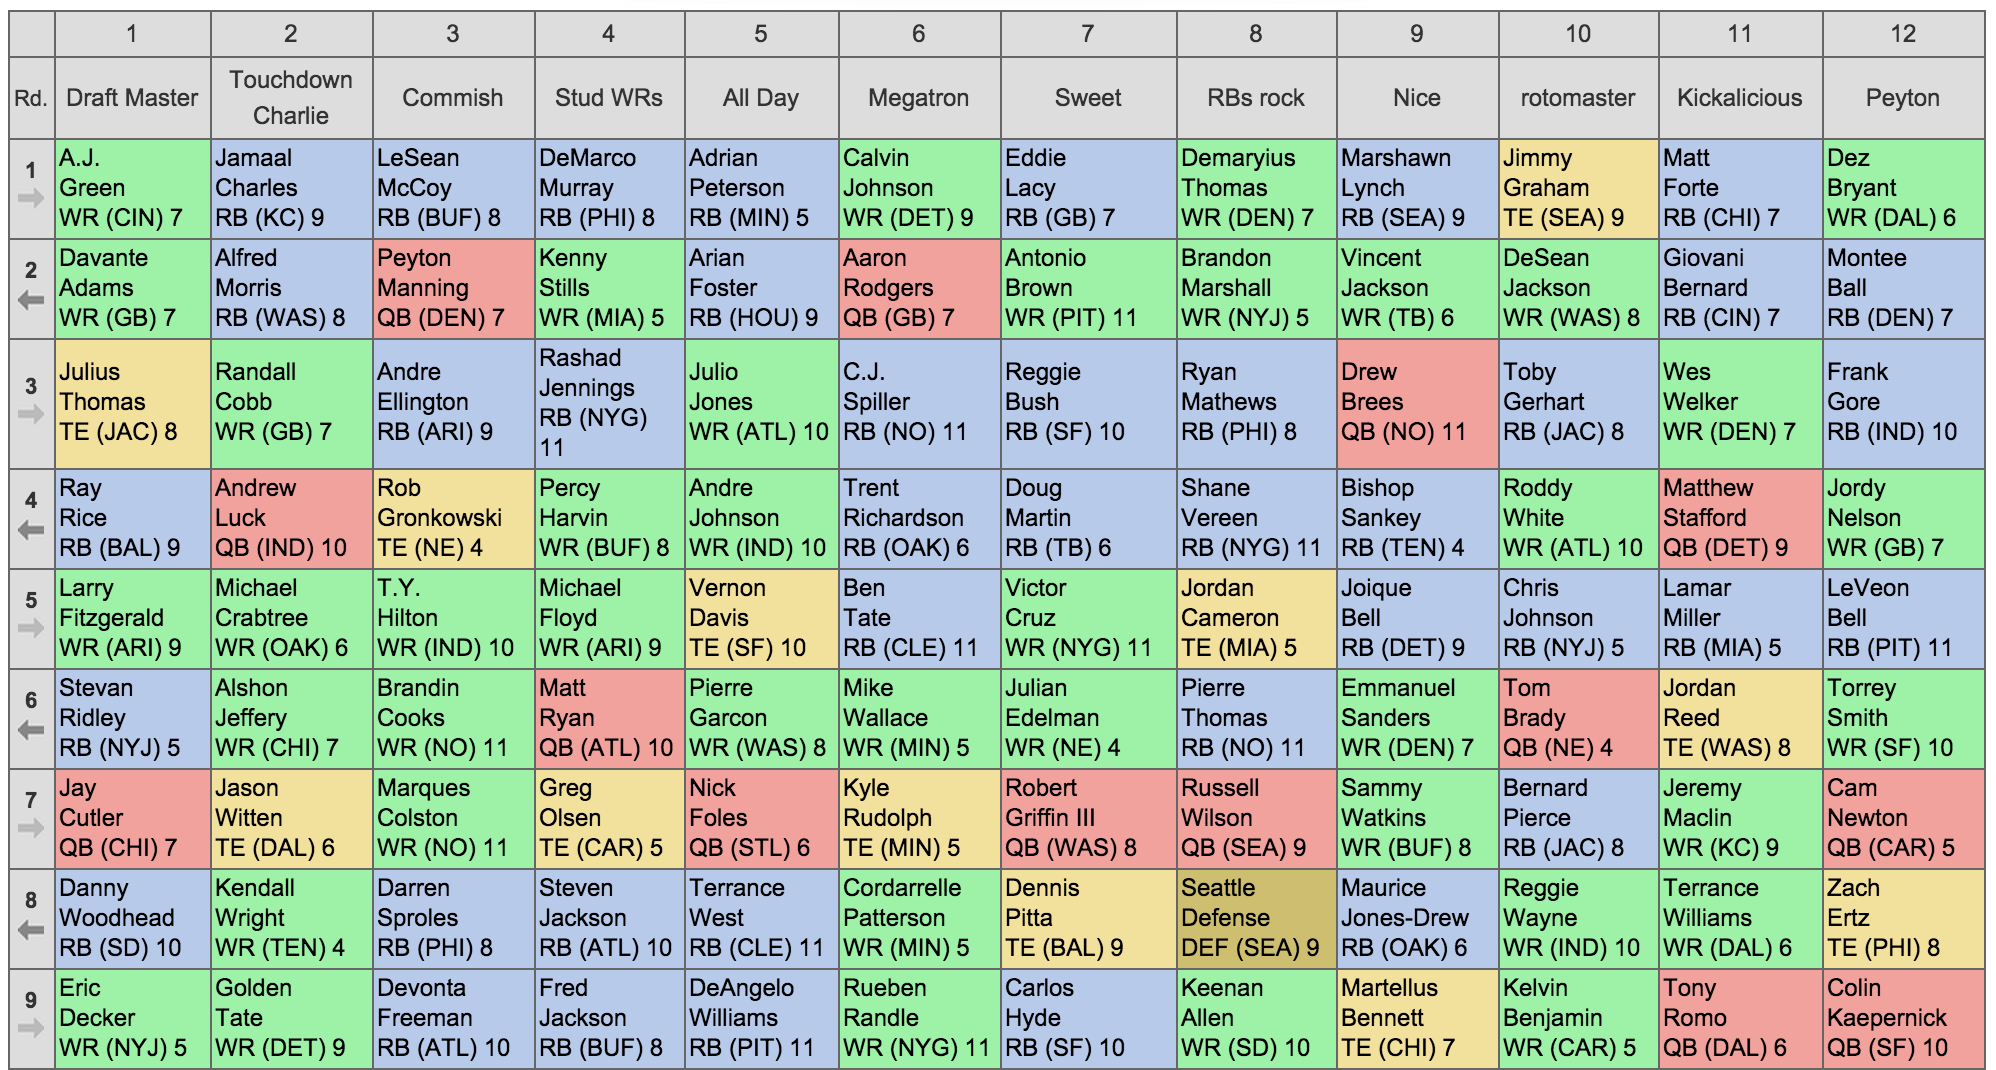 1 2 3 4 5 6 7 8 9 10 11 12
Rd. Draft Master Touchdown Charlie Commish Stud WRs All Day Megatron Sweet RBs rock Nice rotomaster Kickalicious Peyton
1
A.J.
Green
WR (CIN) 7
Jamaal
Charles
RB (KC) 9
LeSean
McCoy
RB (BUF) 8
DeMarco
Murray
RB (PHI) 8
Adrian
Peterson
RB (MIN) 5
Calvin
Johnson
WR (DET) 9
Eddie
Lacy
RB (GB) 7
Demaryius
Thomas
WR (DEN) 7
Marshawn
Lynch
RB (SEA) 9
Jimmy
Graham
TE (SEA) 9
Matt
Forte
RB (CHI) 7
Dez
Bryant
WR (DAL) 6
2
Davante
Adams
WR (GB) 7
Alfred
Morris
RB (WAS) 8
Peyton
Manning
QB (DEN) 7
Kenny
Stills
WR (MIA) 5
Arian
Foster
RB (HOU) 9
Aaron
Rodgers
QB (GB) 7
Antonio
Brown
WR (PIT) 11
Brandon
Marshall
WR (NYJ) 5
Vincent
Jackson
WR (TB) 6
DeSean
Jackson
WR (WAS) 8
Giovani
Bernard
RB (CIN) 7
Montee
Ball
RB (DEN) 7
3
Julius
Thomas
TE (JAC) 8
Randall
Cobb
WR (GB) 7
Andre
Ellington
RB (ARI) 9
Rashad
Jennings
RB (NYG)
11
Julio
Jones
WR (ATL) 10
C.J.
Spiller
RB (NO) 11
Reggie
Bush
RB (SF) 10
Ryan
Mathews
RB (PHI) 8
Drew
Brees
QB (NO) 11
Toby
Gerhart
RB (JAC) 8
Wes
Welker
WR (DEN) 7
Frank
Gore
RB (IND) 10
4
Ray
Rice
RB (BAL) 9
Andrew
Luck
QB (IND) 10
Rob
Gronkowski
TE (NE) 4
Percy
Harvin
WR (BUF) 8
Andre
Johnson
WR (IND) 10
Trent
Richardson
RB (OAK) 6
Doug
Martin
RB (TB) 6
Shane
Vereen
RB (NYG) 11
Bishop
Sankey
RB (TEN) 4
Roddy
White
WR (ATL) 10
Matthew
Stafford
QB (DET) 9
Jordy
Nelson
WR (GB) 7
5
Larry
Fitzgerald
WR (ARI) 9
Michael
Crabtree
WR (OAK) 6
T.Y.
Hilton
WR (IND) 10
Michael
Floyd
WR (ARI) 9
Vernon
Davis
TE (SF) 10
Ben
Tate
RB (CLE) 11
Victor
Cruz
WR (NYG) 11
Jordan
Cameron
TE (MIA) 5
Joique
Bell
RB (DET) 9
Chris
Johnson
RB (NYJ) 5
Lamar
Miller
RB (MIA) 5
LeVeon
Bell
RB (PIT) 11
6
Stevan
Ridley
RB (NYJ) 5
Alshon
Jeffery
WR (CHI) 7
Brandin
Cooks
WR (NO) 11
Matt
Ryan
QB (ATL) 10
Pierre
Garcon
WR (WAS) 8
Mike
Wallace
WR (MIN) 5
Julian
Edelman
WR (NE) 4
Pierre
Thomas
RB (NO) 11
Emmanuel
Sanders
WR (DEN) 7
Tom
Brady
QB (NE) 4
Jordan
Reed
TE (WAS) 8
Torrey
Smith
WR (SF) 10
7
Jay
Cutler
QB (CHI) 7
Jason
Witten
TE (DAL) 6
Marques
Colston
WR (NO) 11
Greg
Olsen
TE (CAR) 5
Nick
Foles
QB (STL) 6
Kyle
Rudolph
TE (MIN) 5
Robert
Griffin III
QB (WAS) 8
Russell
Wilson
QB (SEA) 9
Sammy
Watkins
WR (BUF) 8
Bernard
Pierce
RB (JAC) 8
Jeremy
Maclin
WR (KC) 9
Cam
Newton
QB (CAR) 5
8
Danny
Woodhead
RB (SD) 10
Kendall
Wright
WR (TEN) 4
Darren
Sproles
RB (PHI) 8
Steven
Jackson
RB (ATL) 10
Terrance
West
RB (CLE) 11
Cordarrelle
Patterson
WR (MIN) 5
Dennis
Pitta
TE (BAL) 9
Seattle
Defense
DEF (SEA) 9
Maurice
Jones-Drew
RB (OAK) 6
Reggie
Wayne
WR (IND) 10
Terrance
Williams
WR (DAL) 6
Zach
Ertz
TE (PHI) 8
9
Eric
Decker
WR (NYJ) 5
Golden
Tate
WR (DET) 9
Devonta
Freeman
RB (ATL) 10
Fred
Jackson
RB (BUF) 8
DeAngelo
Williams
RB (PIT) 11
Rueben
Randle
WR (NYG) 11
Carlos
Hyde
RB (SF) 10
Keenan
Allen
WR (SD) 10
Martellus
Bennett
TE (CHI) 7
Kelvin
Benjamin
WR (CAR) 5
Tony
Romo
QB (DAL) 6
Colin
Kaepernick
QB (SF) 10